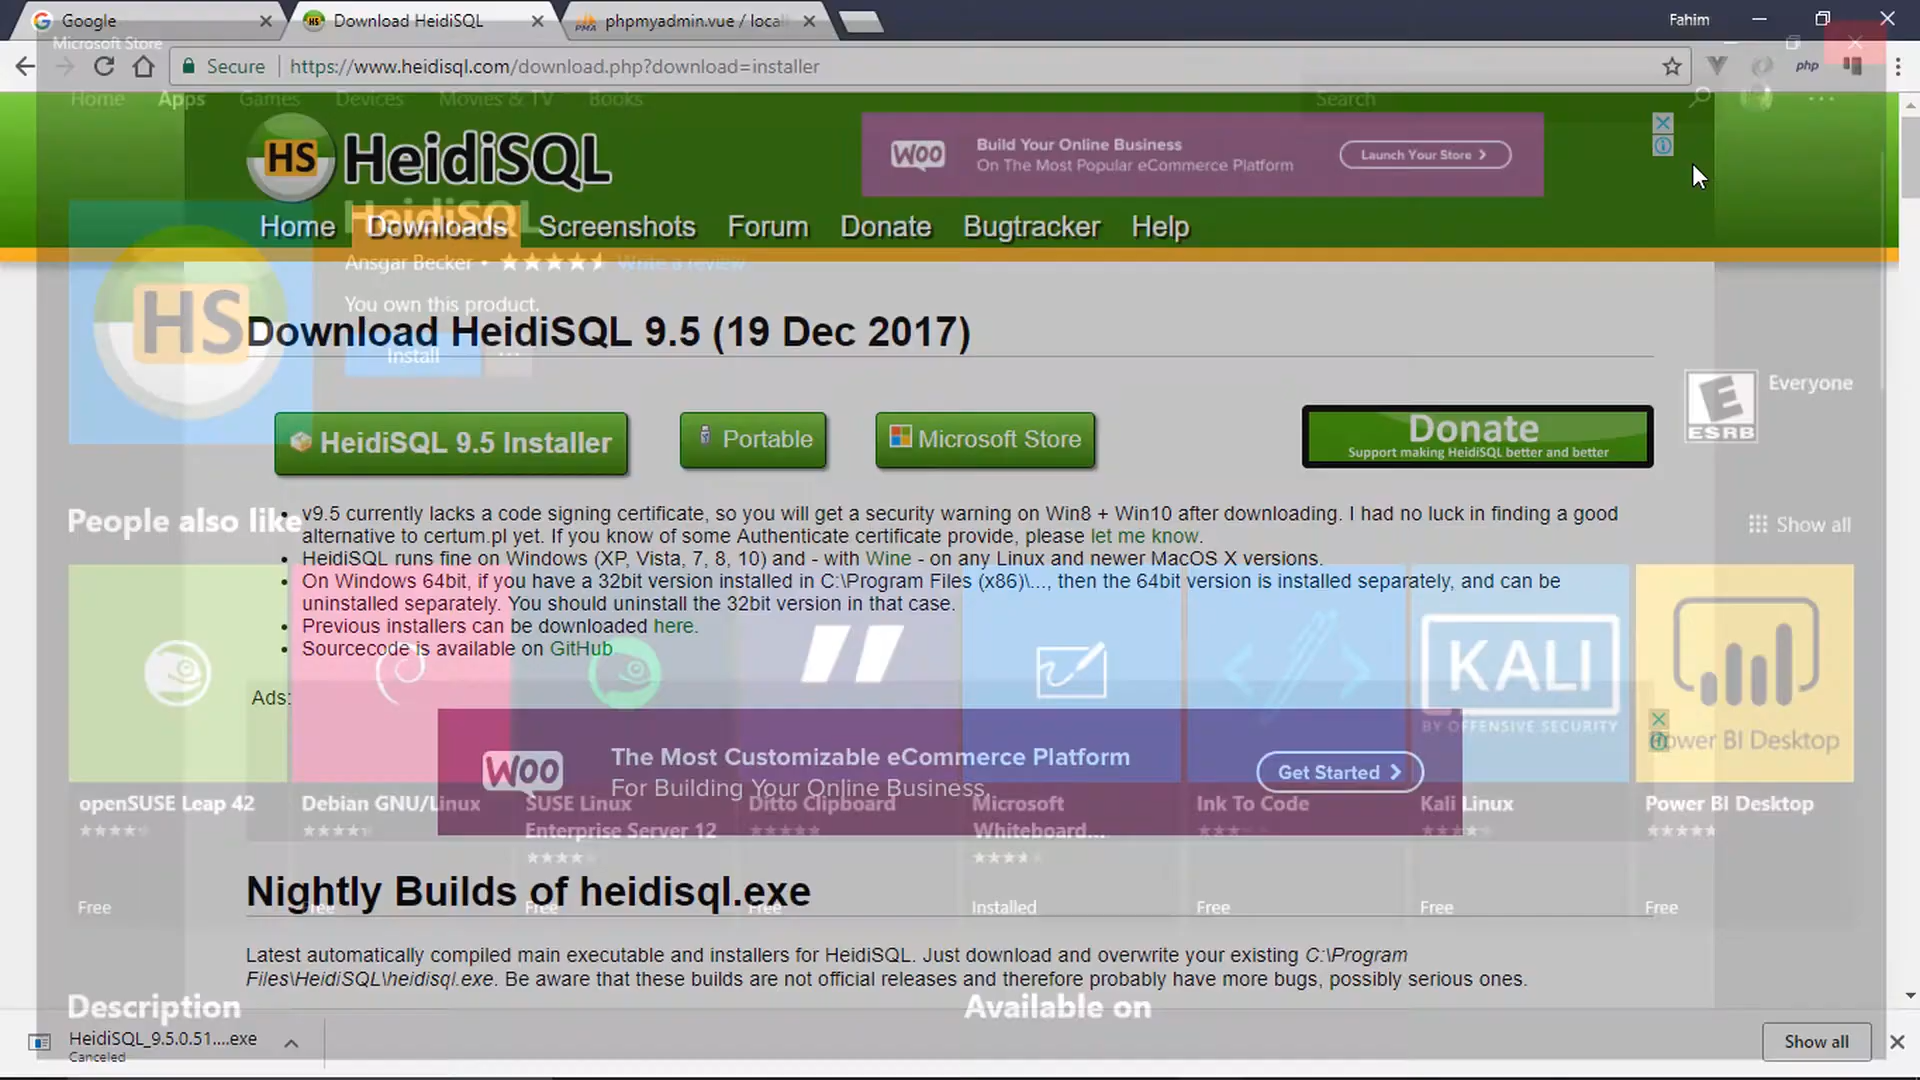 Google
Download HeidiSQL
phpmyadmin.vue / local
Fahim
Microsoft Store
Secure
https://www.heidisql.com/download.php?download=installer
php
Home Apps Games Devices Movies & TV Books
Search
HS
HeidiSQL
WOO
Build Your Online Business
On The Most Popular eCommerce Platform
Launch Your Store
HeidiSQL
Home Downloads Screenshots Forum Donate Bugtracker Help
Ansgar Becker • Write a review
You own this product.
HS
Download HeidiSQL 9.5 (19 Dec 2017)
Install
E
ESRB
Everyone
HeidiSQL 9.5 Installer
Portable
Microsoft Store
Donate
Support making HeidiSQL better and better
People also like
Show all
v9.5 currently lacks a code signing certificate, so you will get a security warning on Win8 + Win10 after downloading. I had no luck in finding a good
alternative to certum.pl yet. If you know of some Authenticate certificate provide, please let me know.
HeidiSQL runs fine on Windows (XP, Vista, 7, 8, 10) and - with Wine - on any Linux and newer MacOS X versions.
On Windows 64bit, if you have a 32bit version installed in C:\Program Files (x86)\..., then the 64bit version is installed separately, and can be
uninstalled separately. You should uninstall the 32bit version in that case.
Previous installers can be downloaded here.
Sourcecode is available on GitHub
KALI
BY OFFENSIVE SECURITY
Power BI Desktop
Ads:
WOO
The Most Customizable eCommerce Platform
For Building Your Online Business.
Get Started
openSUSE Leap 42
Debian GNU/Linux
SUSE Linux
Enterprise Server 12
Ditto Clipboard
Microsoft
Whiteboard...
Ink To Code
Kali Linux
Power BI Desktop
Nightly Builds of heidisql.exe
Free Free Free Free Installed Free Free Free
Latest automatically compiled main executable and installers for HeidiSQL. Just download and overwrite your existing C:\Program
Files\HeidiSQL\heidisql.exe. Be aware that these builds are not official releases and therefore probably have more bugs, possibly serious ones.
Description
Available on
HeidiSQL_9.5.0.51....exe
Canceled
Show all